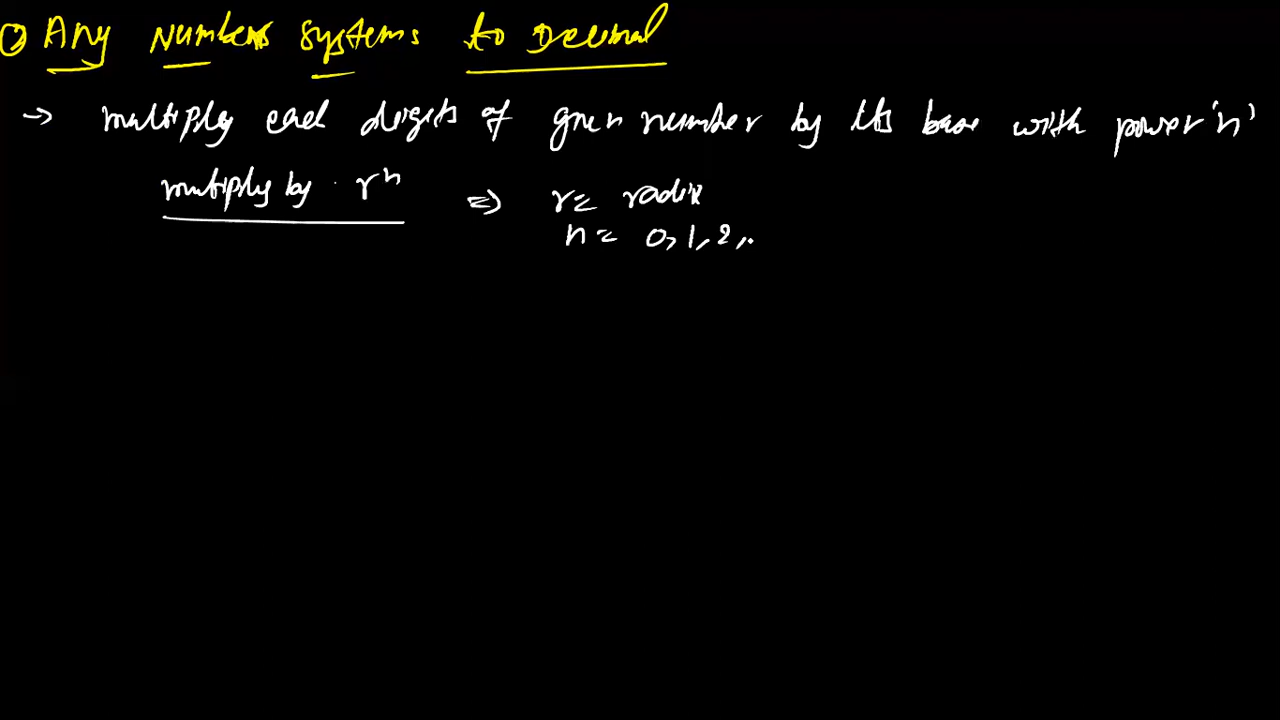 Any Numbers Systems to Decimal
→ multiply each digits of given number by its base with power 'n'
multiply by rⁿ ⇒ r = radix
n = 0, 1, 2, .